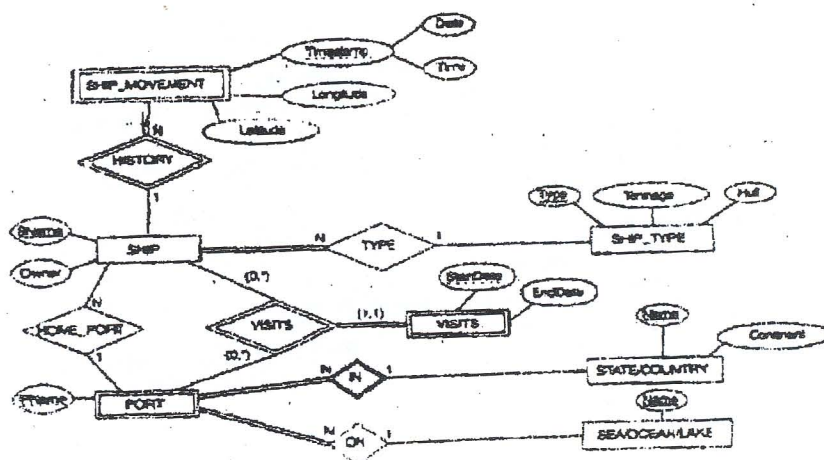 Date
Timestamp
Time
SHIP_MOVEMENT
Longitude
Latitude
N
HISTORY
1
Type
Tonnage
Hull
Sname
SHIP
N
TYPE
1
SHIP_TYPE
Owner
(0,*)
StartDate
EndDate
N
HOME_PORT
VISITS
(1,1)
VISITS
1
(0,*)
Name
Continent
N
IN
1
STATE/COUNTRY
PName
PORT
Name
N
ON
1
SEA/OCEAN/LAKE